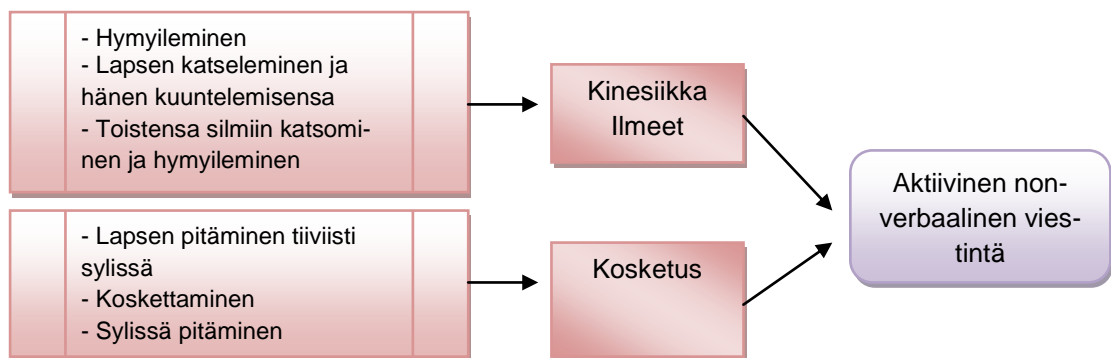 - Hymyileminen
- Lapsen katseleminen ja
hänen kuuntelemisensa
- Toistensa silmiin katsomi-
nen ja hymyileminen
Kinesiikka
Ilmeet
Aktiivinen non-
verbaalinen vies-
tintä
- Lapsen pitäminen tiiviisti
sylissä
- Koskettaminen
- Sylissä pitäminen
Kosketus